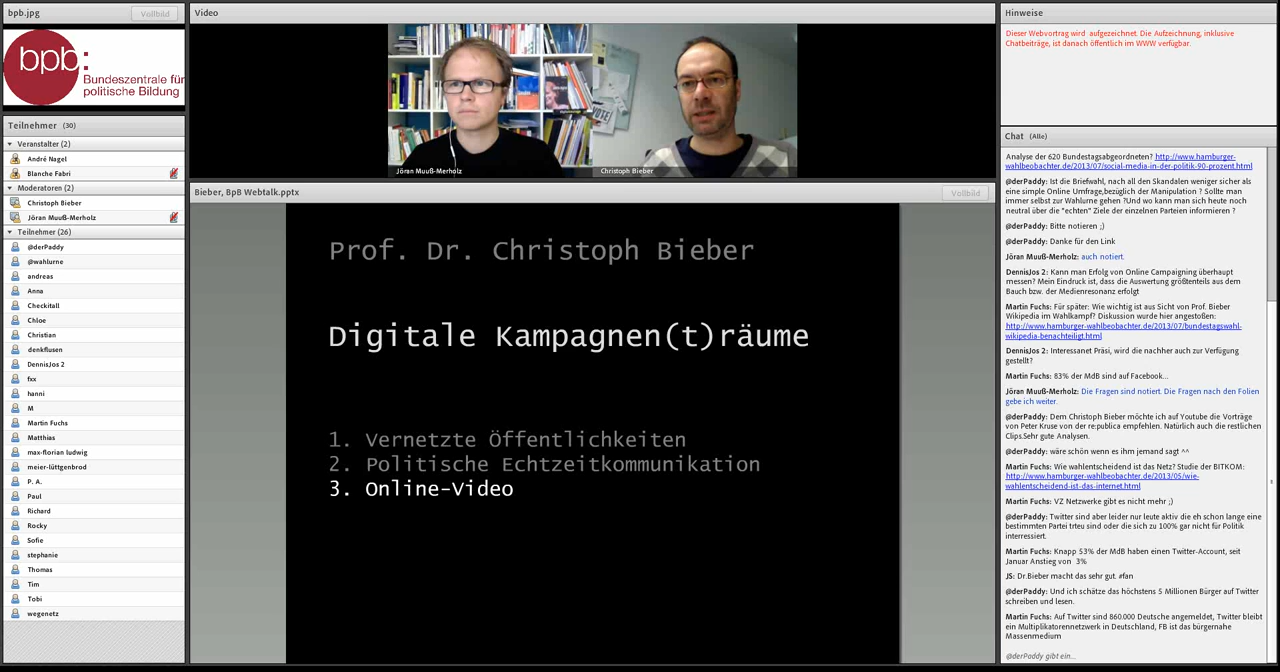 bpb.jpg
Vollbild
bpb:
Bundeszentrale für
politische Bildung
Teilnehmer (30)
Veranstalter (2)
André Nagel
Blanche Fabri
Moderatoren (2)
Christoph Bieber
Jöran Muuß-Merholz
Teilnehmer (26)
@derPaddy
@wahlurne
andreas
Anna
Checkitall
Chloe
Christian
denkflusen
DennisJos 2
fxx
hanni
M
Martin Fuchs
Matthias
max-florian ludwig
meier-lüttgenbrod
P. A.
Paul
Richard
Rocky
Sofie
stephanie
Thomas
Tim
Tobi
wegenetz
Video
VOTE
Jöran Muuß-Merholz
Christoph Bieber
Bieber, BpB Webtalk.pptx
Vollbild
Prof. Dr. Christoph Bieber
Digitale Kampagnen(t)räume
1. Vernetzte Öffentlichkeiten
2. Politische Echtzeitkommunikation
3. Online-Video
Hinweise
Dieser Webvortrag wird aufgezeichnet. Die Aufzeichnung, inklusive
Chatbeiträge, ist danach öffentlich im WWW verfügbar.
Chat (Alle)
Analyse der 620 Bundestagsabgeordneten? http://www.hamburger-
wahlbeobachter.de/2013/07/social-media-in-der-politik-90-prozent.html
@derPaddy: Ist die Briefwahl, nach all den Skandalen weniger sicher als
eine simple Online Umfrage,bezüglich der Manipulation ? Sollte man
immer selbst zur Wahlurne gehen ?Und wo kann man sich heute noch
neutral über die "echten" Ziele der einzelnen Parteien informieren ?
@derPaddy: Bitte notieren ;)
@derPaddy: Danke für den Link
Jöran Muuß-Merholz: auch notiert.
DennisJos 2: Kann man Erfolg von Online Campaigning überhaupt
messen? Mein Eindruck ist, dass die Auswertung größtenteils aus dem
Bauch bzw. der Medienresonanz erfolgt
Martin Fuchs: Für später: Wie wichtig ist aus Sicht von Prof. Bieber
Wikipedia im Wahlkampf? Diskussion wurde hier angestoßen:
http://www.hamburger-wahlbeobachter.de/2013/07/bundestagswahl-
wikipedia-benachteiligt.html
DennisJos 2: Interessanet Präsi, wird die nachher auch zur Verfügung
gestellt?
Martin Fuchs: 83% der MdB sind auf Facebook...
Jöran Muuß-Merholz: Die Fragen sind notiert. Die Fragen nach den Folien
gebe ich weiter.
@derPaddy: Dem Christoph Bieber möchte ich auf Youtube die Vorträge
von Peter Kruse von der re:publica empfehlen. Natürlich auch die restlichen
Clips.Sehr gute Analysen.
@derPaddy: wäre schön wenn es ihm jemand sagt ^^
Martin Fuchs: Wie wahlentscheidend ist das Netz? Studie der BITKOM:
http://www.hamburger-wahlbeobachter.de/2013/05/wie-
wahlentscheidend-ist-das-internet.html
Martin Fuchs: VZ Netzwerke gibt es nicht mehr ;)
@derPaddy: Twitter sind aber leider nur leute aktiv die eh schon lange eine
bestimmten Partei trteu sind oder die sich zu 100% gar nicht für Politik
interressiert.
Martin Fuchs: Knapp 53% der MdB haben einen Twitter-Account, seit
Januar Anstieg von 3%
JS: Dr.Bieber macht das sehr gut. #fan
@derPaddy: Und ich schätze das höchstens 5 Millionen Bürger auf Twitter
schreiben und lesen.
Martin Fuchs: Auf Twitter sind 860.000 Deutsche angemeldet, Twitter bleibt
ein Multiplikatorennetzwerk in Deutschland, FB ist das bürgernahe
Massenmedium
@derPaddy gibt ein...